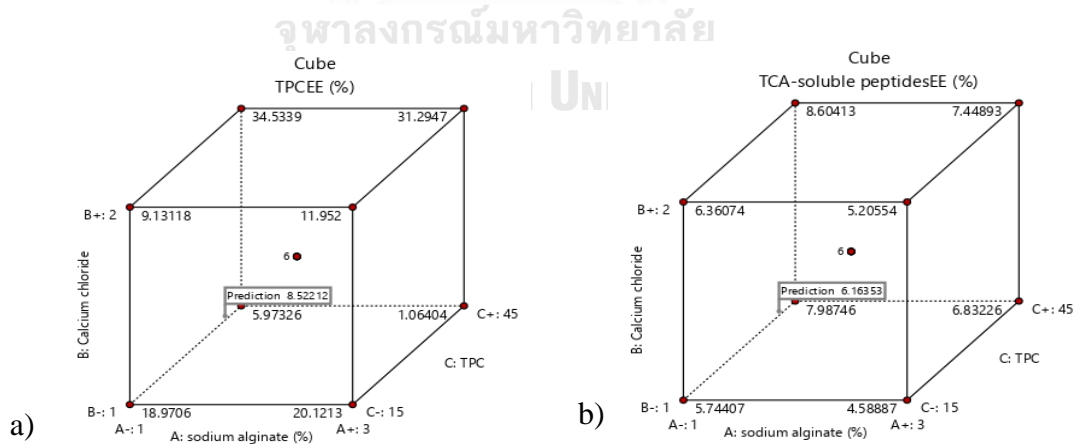 จุฬาลงกรณ์มหาวิทยาลัย
UNI
Cube
TPCEE (%)
34.5339
31.2947
B+: 2
9.13118
11.952
6
Prediction 8.52212
5.97326
1.06404
C+: 45
B: Calcium chloride
C: TPC
B-: 1
18.9706
20.1213
C-: 15
A-: 1
A: sodium alginate (%)
A+: 3
a)
Cube
TCA-soluble peptidesEE (%)
8.60413
7.44893
B+: 2
6.36074
5.20554
6
Prediction 6.16353
7.98746
6.83226
C+: 45
B: Calcium chloride
C: TPC
B-: 1
5.74407
4.58887
C-: 15
A-: 1
A: sodium alginate (%)
A+: 3
b)